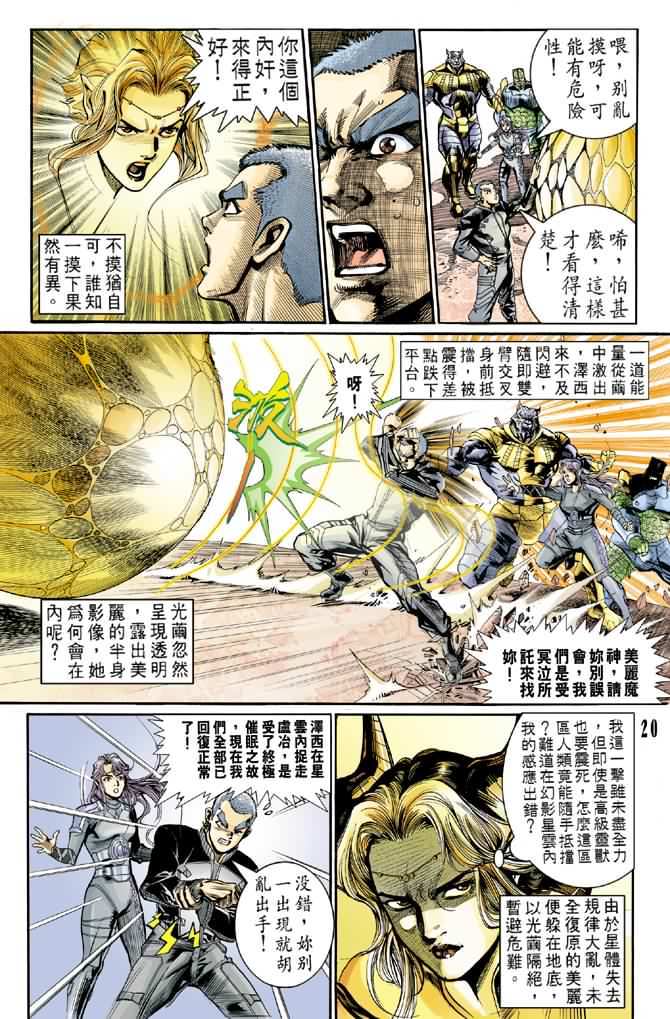 喂，別亂
摸呀，可
能有危險
性！
唏，怕甚
麽，這樣
才看得清
楚！
你這個
內奸，
來得正
好！
不摸猶自
可，誰知
一摸下果
然有異。
一道能
量從繭
中激出
，澤西
來不及
閃避，
隨即雙
臂交叉
身前抵
擋，被
震得差
點跌下
平台。
呀！
波
光繭忽然
呈現透明
，露出美
麗的半身
影像，她
為何會在
內呢？
美麗魔
神，請
妳別誤
會，我
們是受
冥泣所
託來找
妳！
20
我這一擊雖未盡全力
，但即使是高級靈獸
也要震死，怎麼這區
區人類竟能隨手抵擋
？難道在幻影星雲內
我的感應出錯？
由於星體失去
規律大亂，未
全復原的美麗
便躲在地底，
以光繭隔絕，
暫避危難。
澤西在星
雲內捉走
盧冶，是
受了終極
催眠之故
，現在我
們全部已
回復正常
了！
沒錯，妳別
一出現就胡
亂出手！